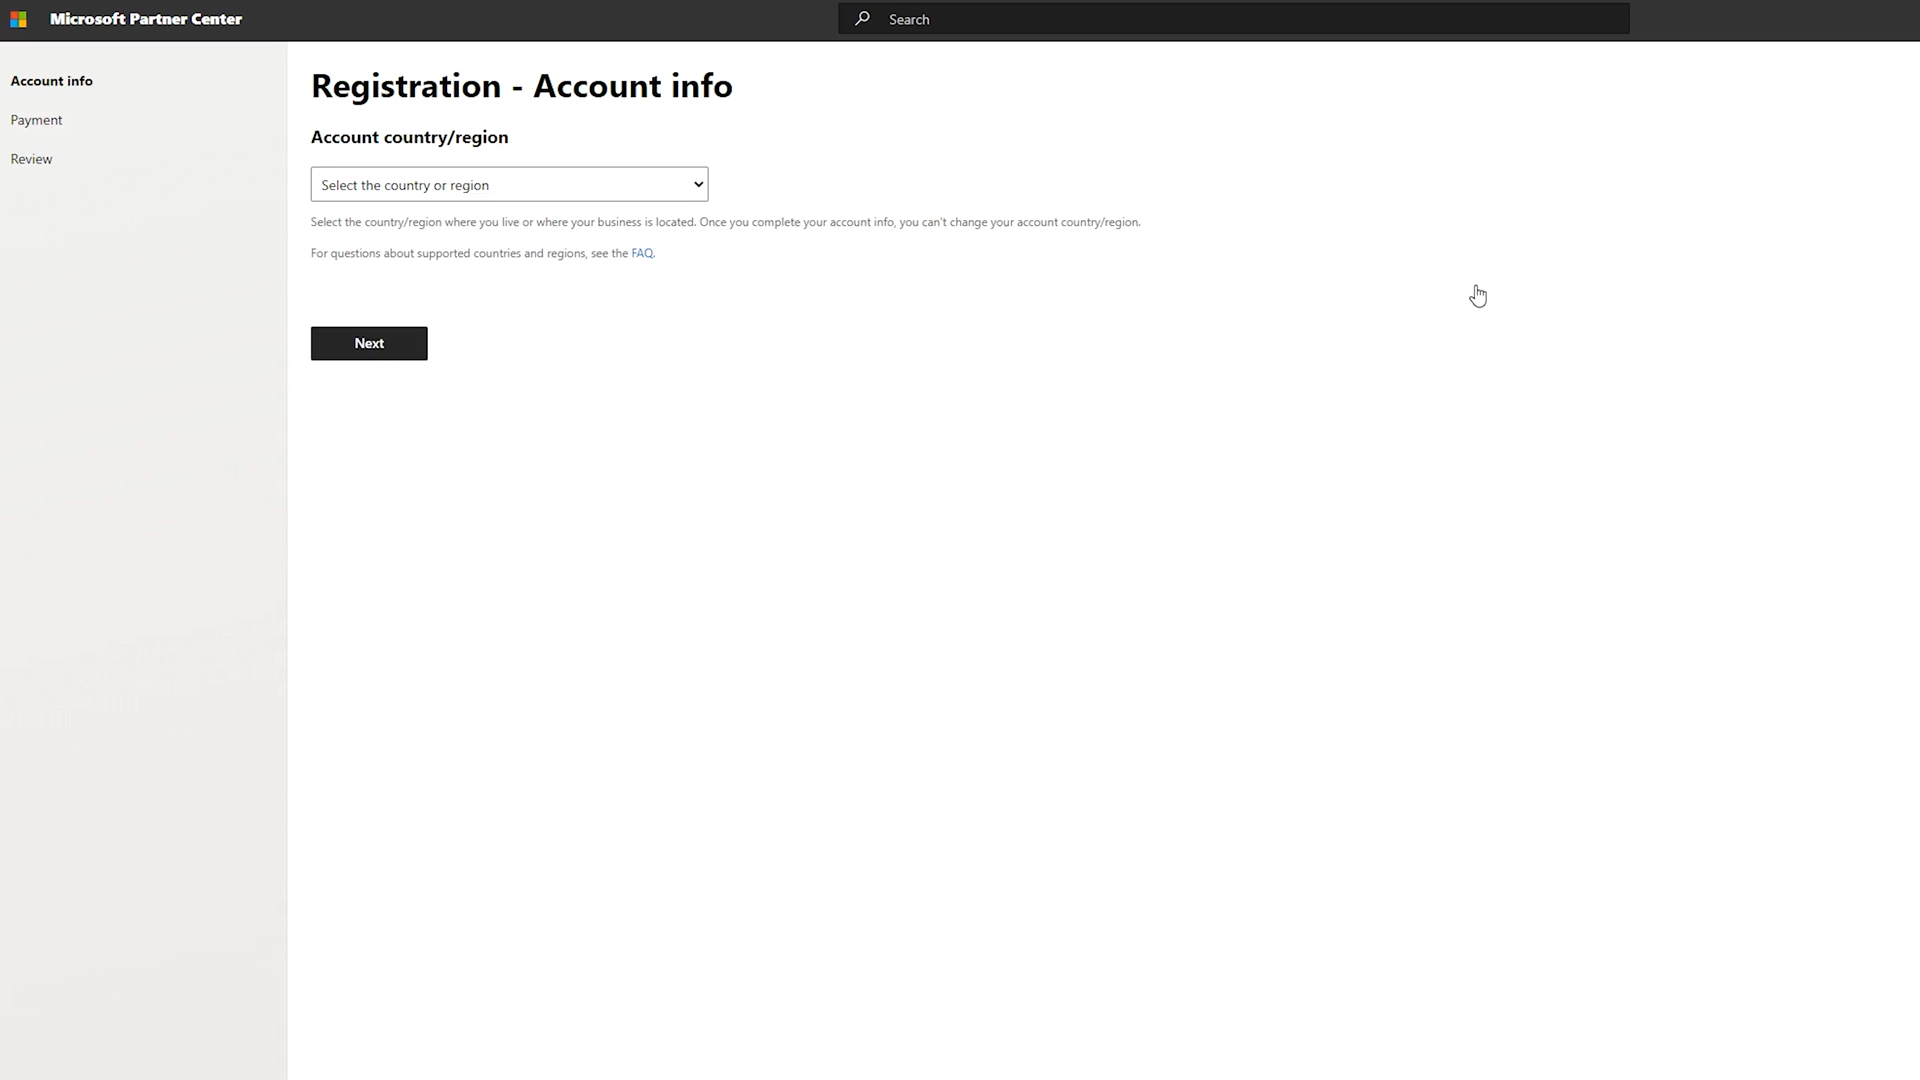 Microsoft Partner Center
Search
Account info
Payment
Review
Registration - Account info
Account country/region
Select the country or region
Select the country/region where you live or where your business is located. Once you complete your account info, you can't change your account country/region.
For questions about supported countries and regions, see the FAQ.
Next